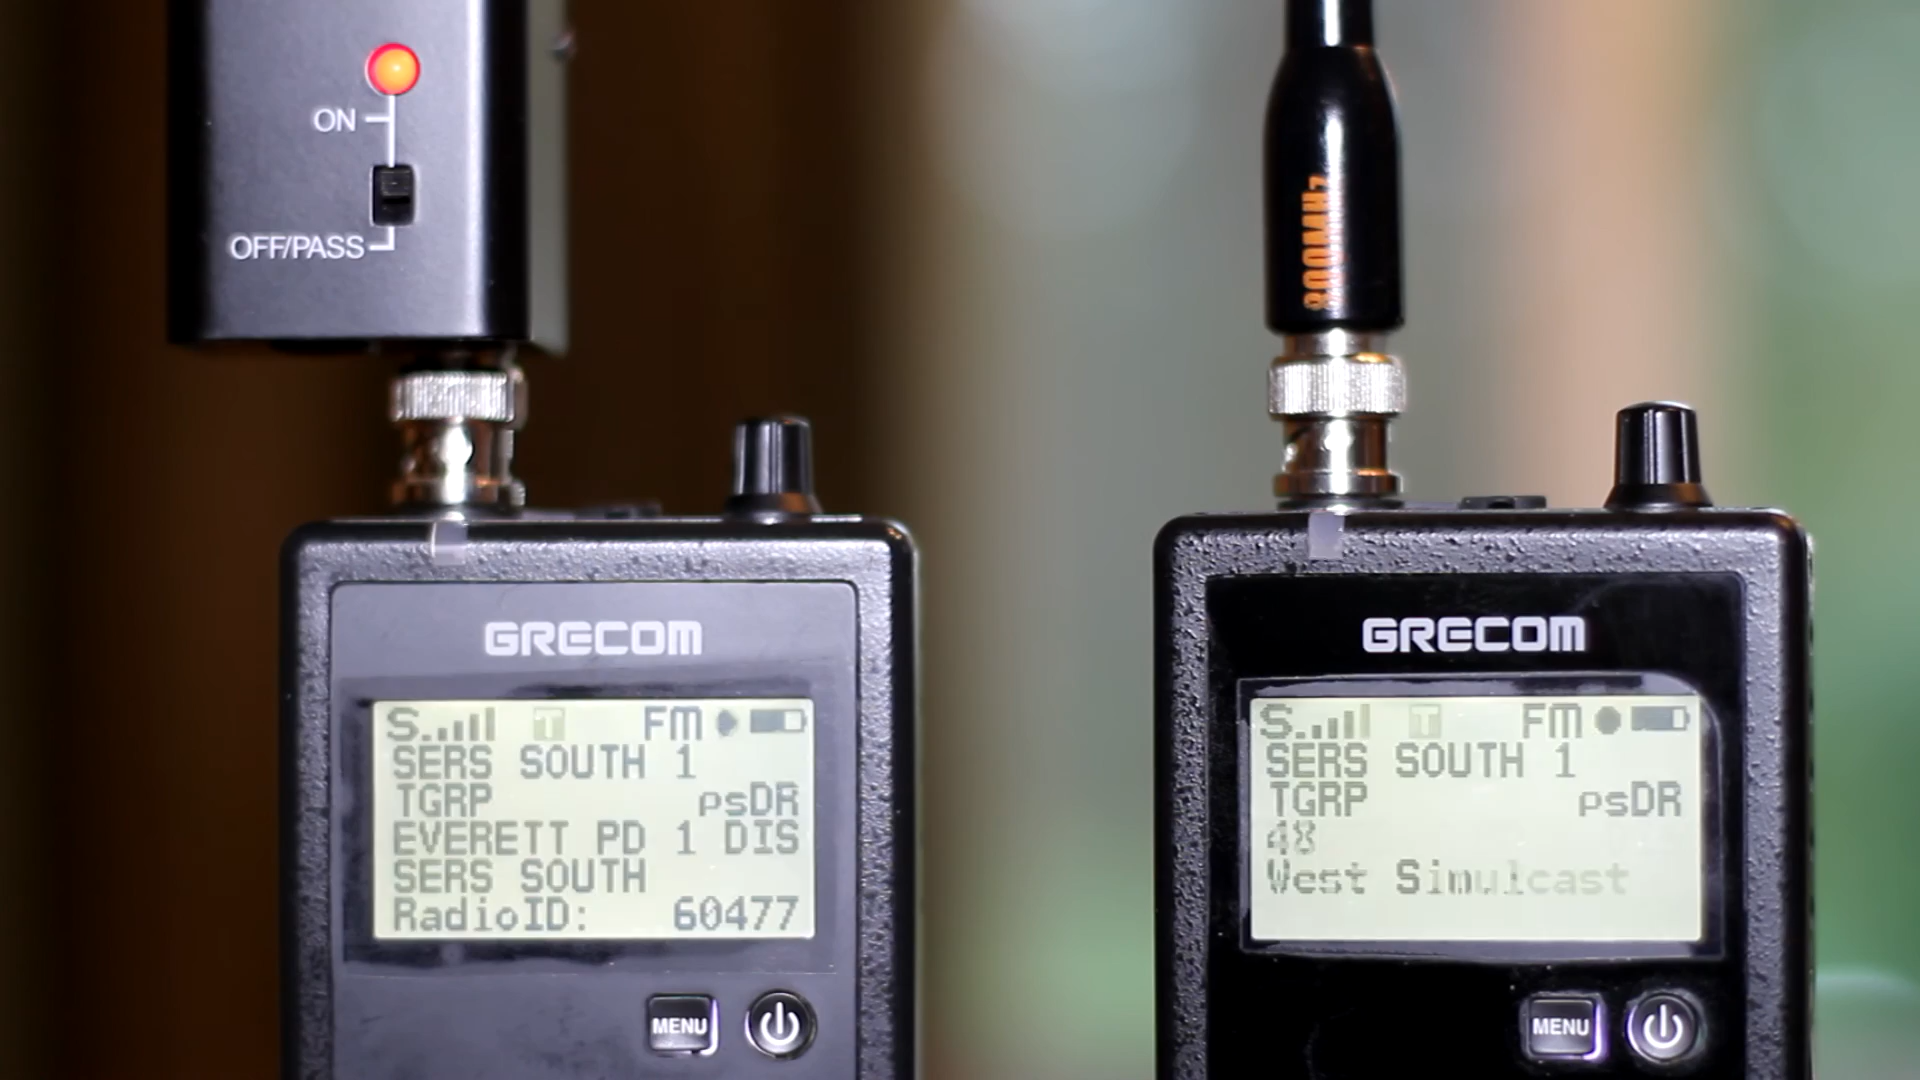 ON
OFF/PASS
800MHz
GRECOM
S T FM
SERS SOUTH 1
TGRP psDR
EVERETT PD 1 DIS
SERS SOUTH
RadioID: 60477
MENU
GRECOM
S T FM
SERS SOUTH 1
TGRP psDR
48
West Simulcast
MENU